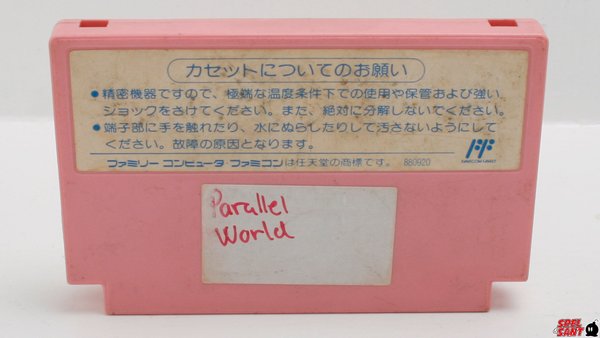 カセットについてのお願い
●精密機器ですので、極端な温度条件下での使用や保管および強い
ショックをさけてください。また、絶対に分解しないでください。
●端子部に手を触れたり、水にぬらしたりして汚さないようにして
ください。故障の原因となります。
ファミリーコンピュータ・ファミコンは任天堂の商標です。 880920
FF
Parallel
World
SPEL
SANT